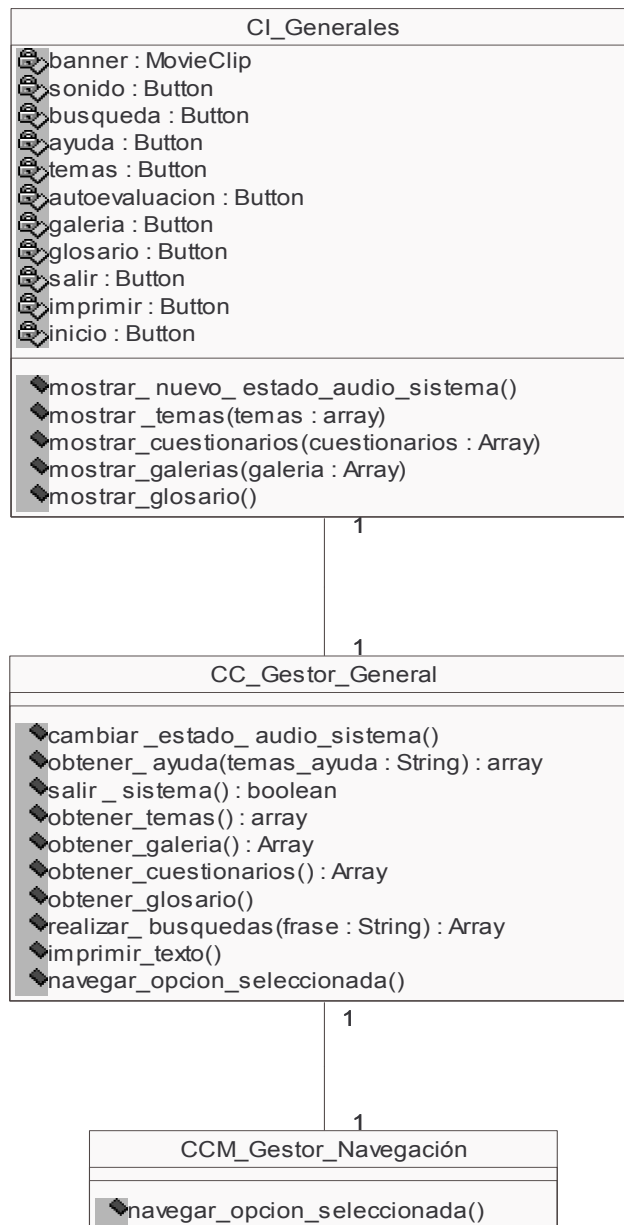 CI_Generales
banner : MovieClip
sonido : Button
busqueda : Button
ayuda : Button
temas : Button
autoevaluacion : Button
galeria : Button
glosario : Button
salir : Button
imprimir : Button
inicio : Button
mostrar_ nuevo_ estado_audio_sistema()
mostrar _temas(temas : array)
mostrar_cuestionarios(cuestionarios : Array)
mostrar_galerias(galeria : Array)
mostrar_glosario()
1
1
CC_Gestor_General
cambiar _estado_ audio_sistema()
obtener_ ayuda(temas_ayuda : String) : array
salir _ sistema() : boolean
obtener_temas() : array
obtener_galeria() : Array
obtener_cuestionarios() : Array
obtener_glosario()
realizar_ busquedas(frase : String) : Array
imprimir_texto()
navegar_opcion_seleccionada()
1
1
CCM_Gestor_Navegación
navegar_opcion_seleccionada()